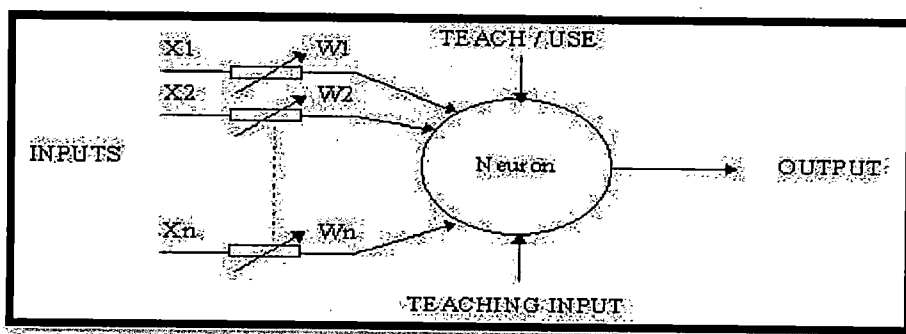 TEACH / USE
X1 W1
X2 W2
INPUTS
Neuron
OUTPUT
Xn Wn
TEACHING INPUT